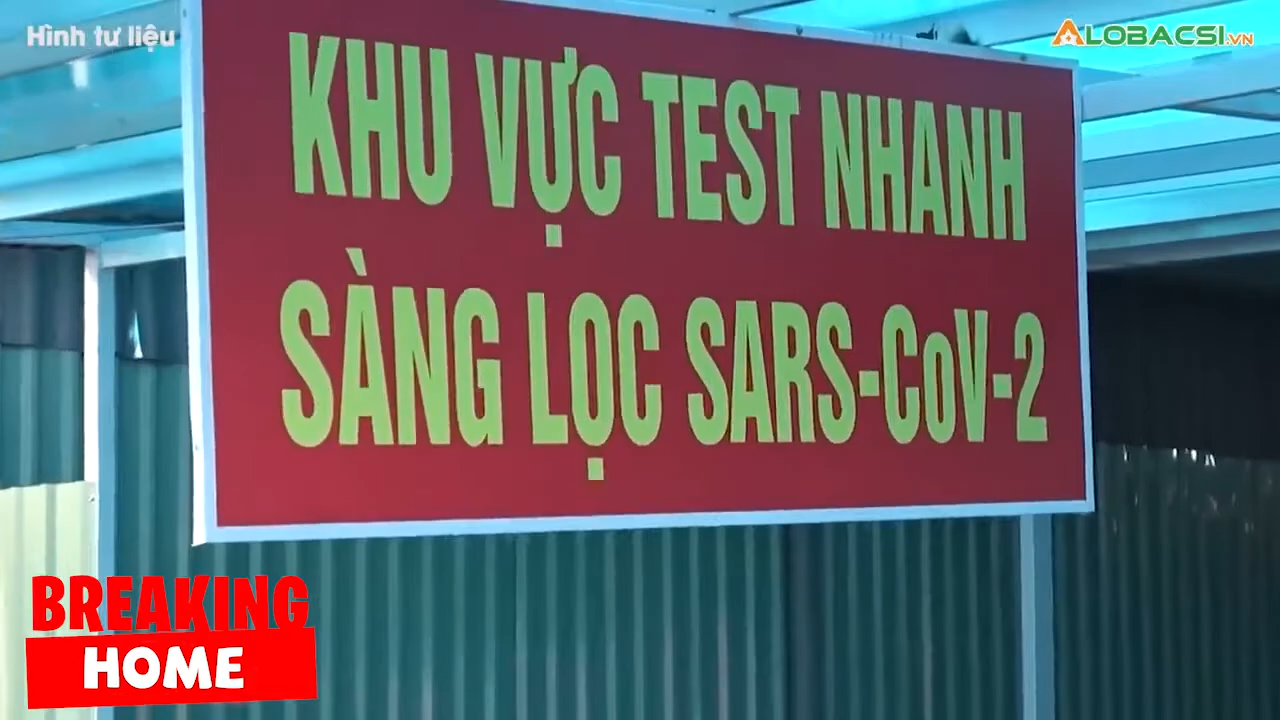 Hình tư liệu
ALOBACSI.VN
KHU VỰC TEST NHANH
SÀNG LỌC SARS-CoV-2
BREAKING
HOME